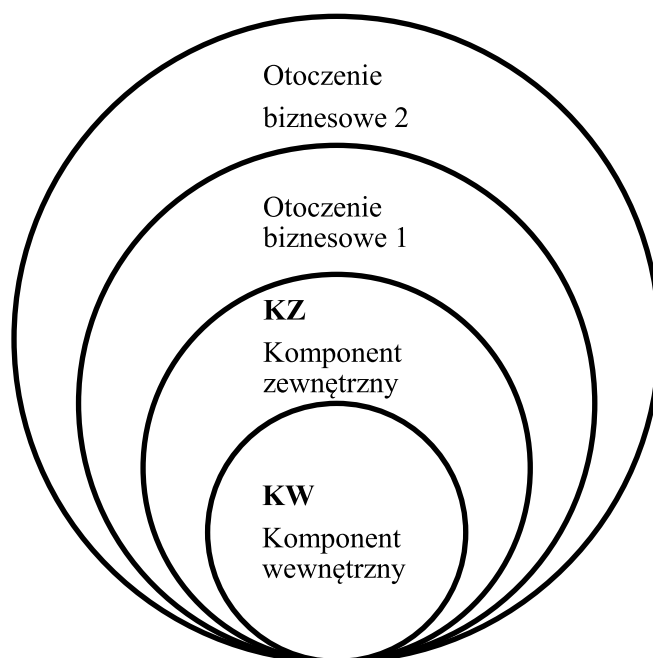 Otoczenie
biznesowe 2
Otoczenie
biznesowe 1
KZ
Komponent
zewnętrzny
KW
Komponent
wewnętrzny